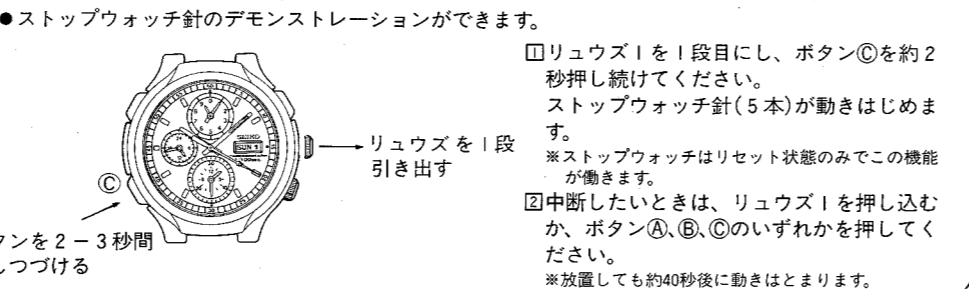 ●ストップウォッチ針のデモンストレーションができます。
1リュウズ1を1段目にし、ボタンⒸを約2
秒押し続けてください。
ストップウォッチ針(5本)が動きはじめま
す。
※ストップウォッチはリセット状態のみでこの機能
が働きます。
2中断したいときは、リュウズ1を押し込む
か、ボタンⒶ、Ⓑ、Ⓒのいずれかを押してく
ださい。
※放置しても約40秒後に動きはとまります。
リュウズを1段
引き出す
Ⓒ
タンを2-3秒間
しつづける
SEIKO
SUN 1